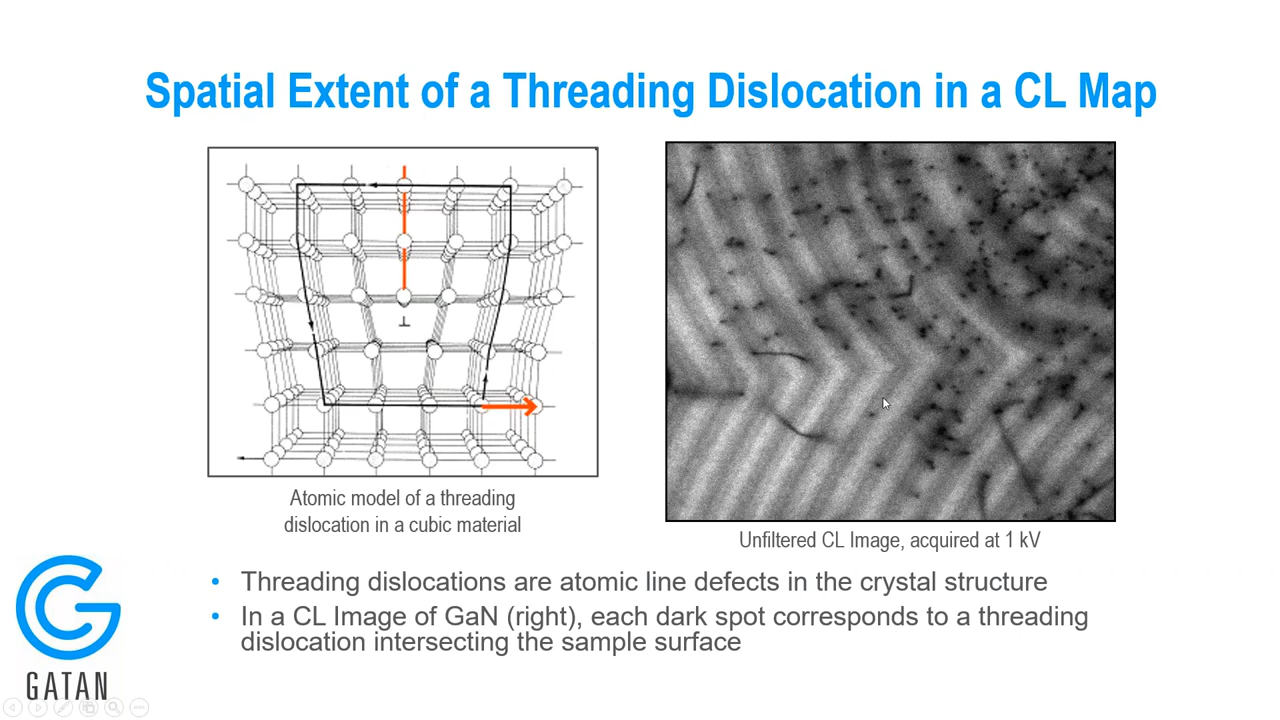 Spatial Extent of a Threading Dislocation in a CL Map
Atomic model of a threading
dislocation in a cubic material
Unfiltered CL Image, acquired at 1 kV
• Threading dislocations are atomic line defects in the crystal structure
• In a CL Image of GaN (right), each dark spot corresponds to a threading
dislocation intersecting the sample surface
GATAN